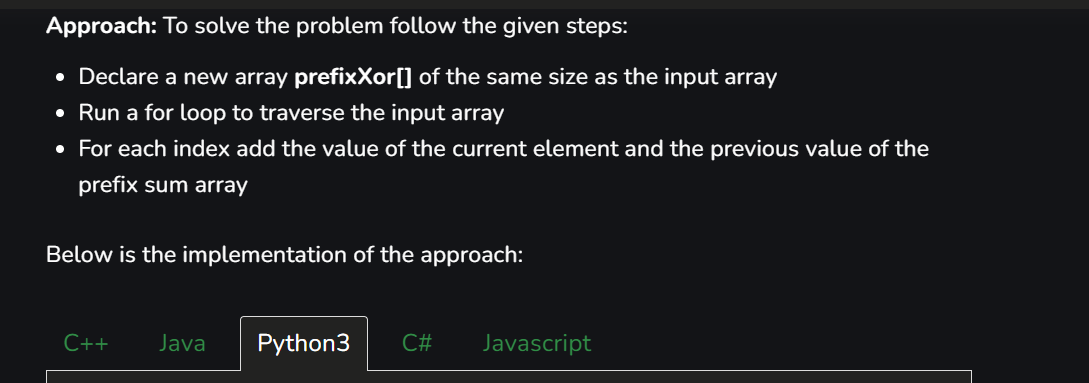 Approach: To solve the problem follow the given steps:
• Declare a new array prefixXor[] of the same size as the input array
• Run a for loop to traverse the input array
• For each index add the value of the current element and the previous value of the
prefix sum array
Below is the implementation of the approach:
C++ Java Python3 C# Javascript